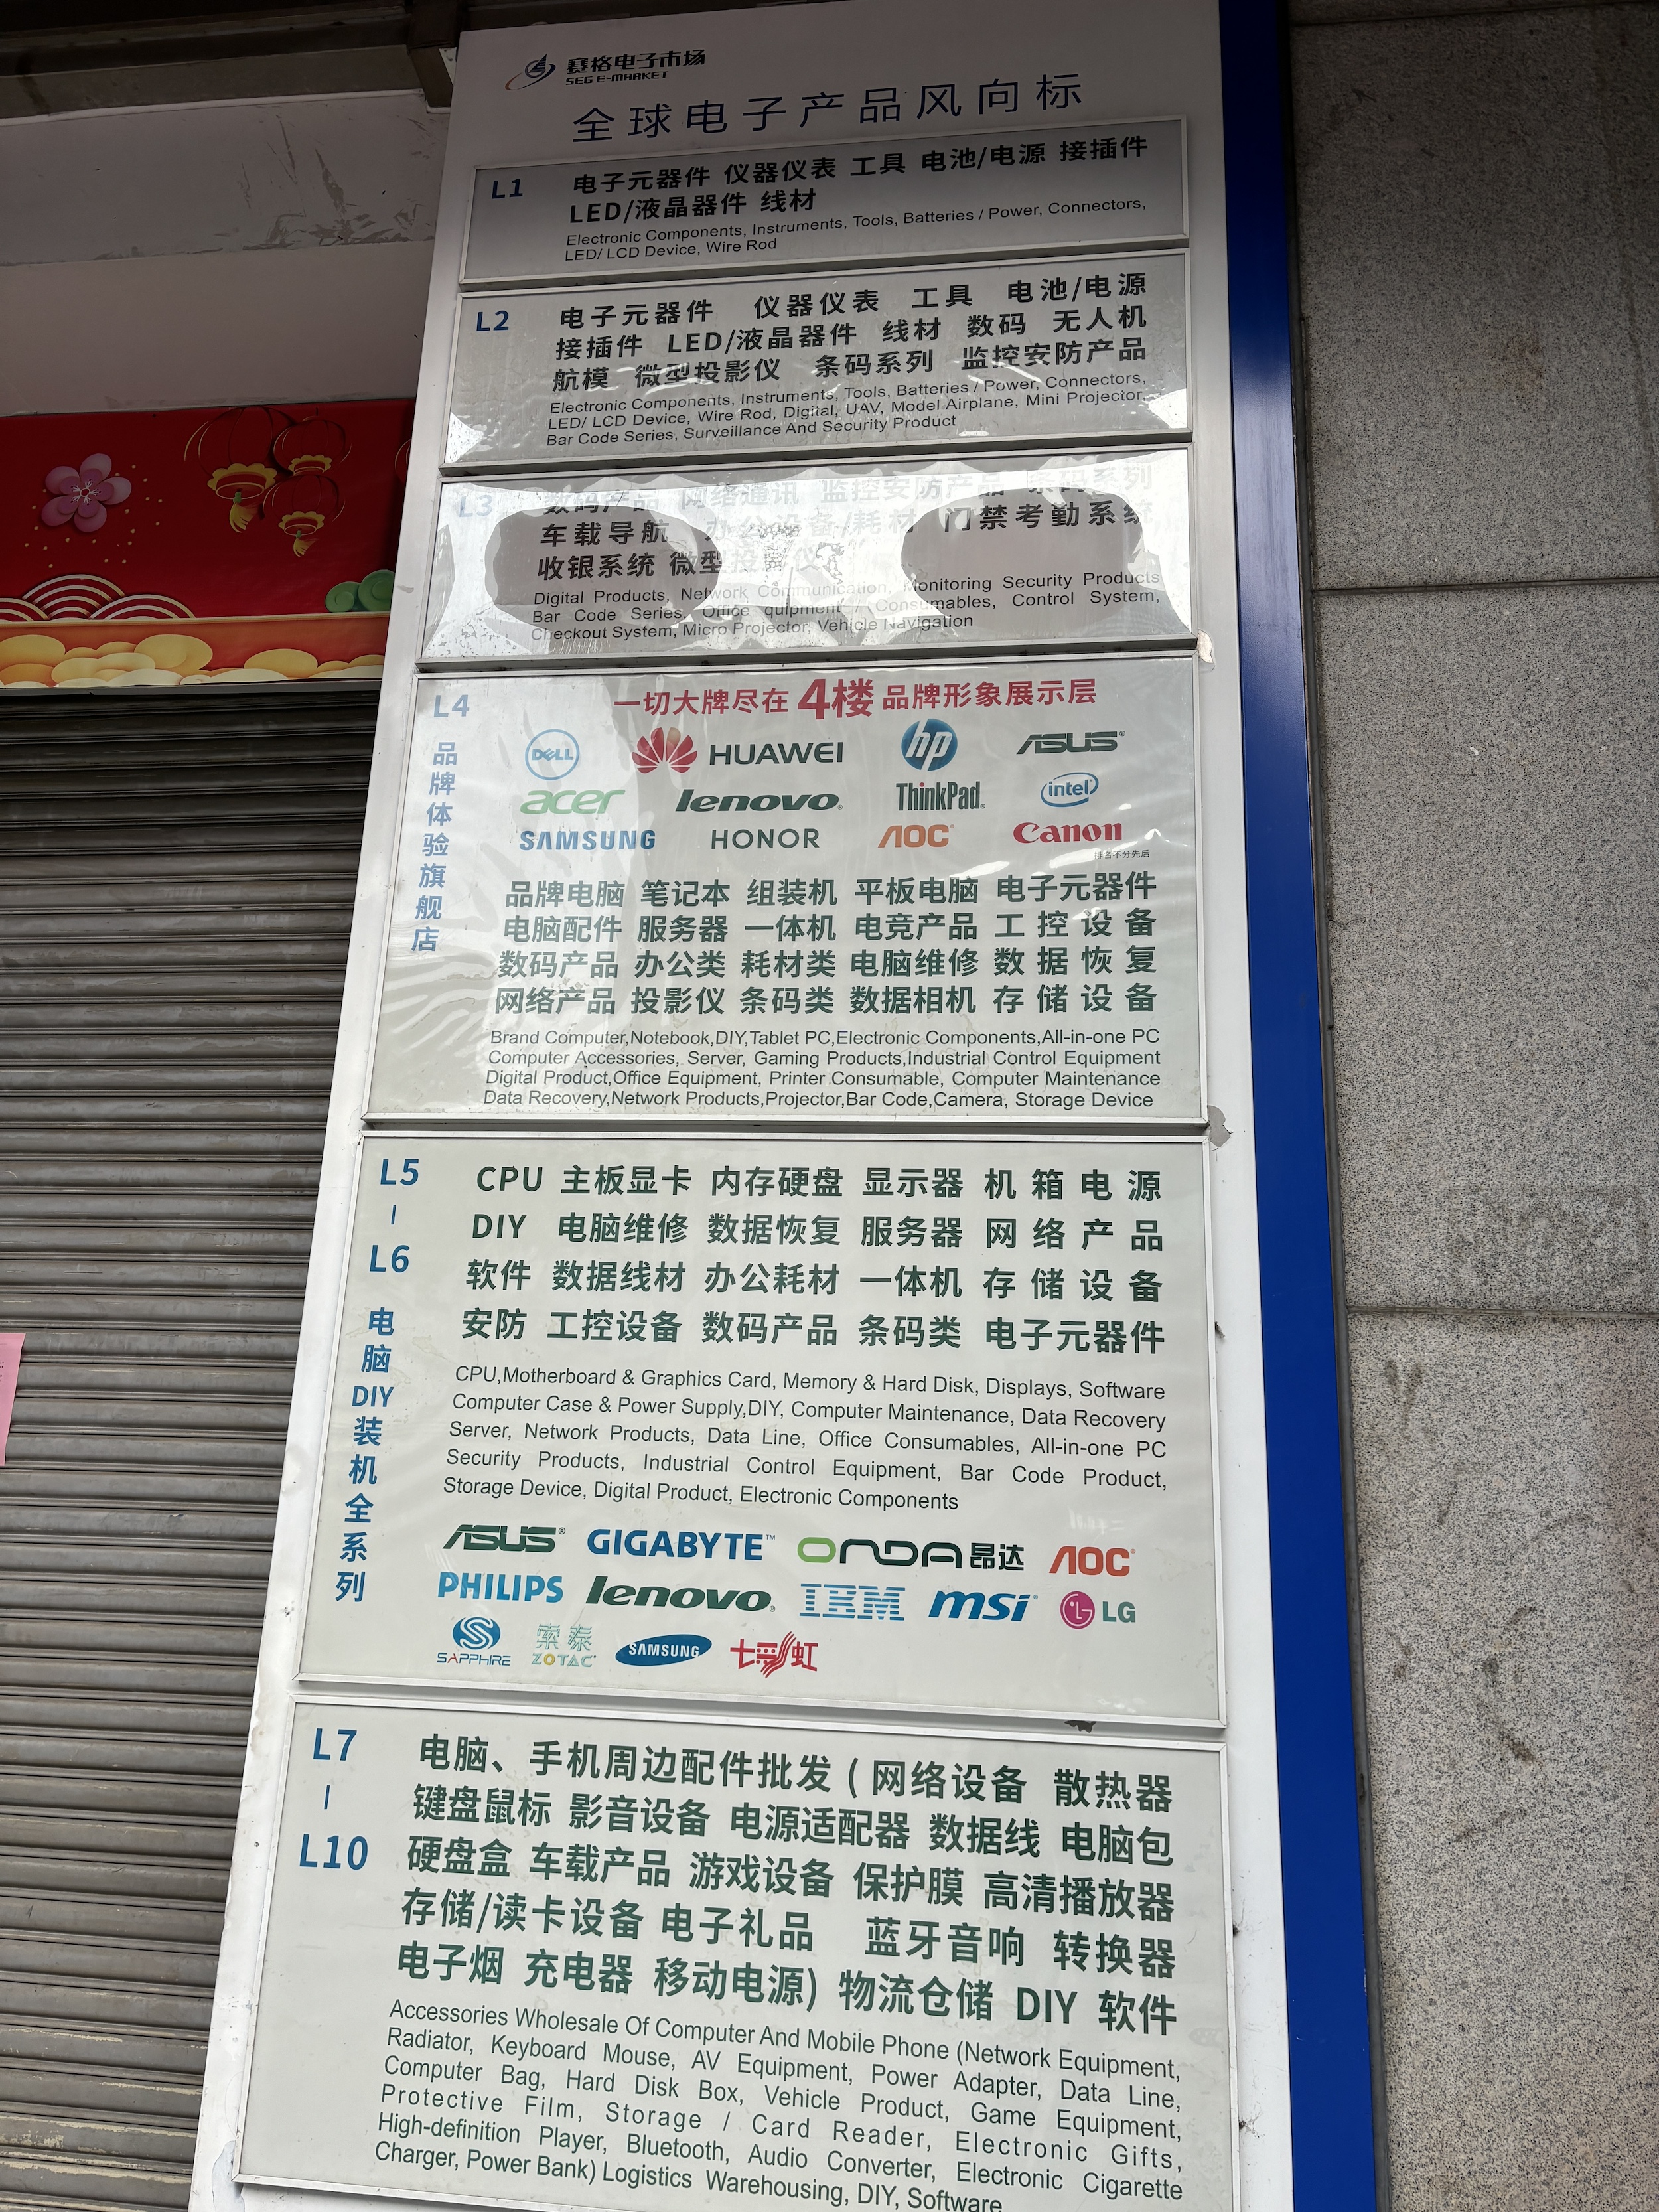 赛格电子市场
SEG E-MARKET
全球电子产品风向标
L1
电子元器件 仪器仪表 工具 电池/电源 接插件
LED/液晶器件 线材
Electronic Components, Instruments, Tools, Batteries / Power, Connectors,
LED/ LCD Device, Wire Rod
L2
电子元器件 仪器仪表 工具 电池/电源
接插件 LED/液晶器件 线材 数码 无人机
航模 微型投影仪 条码系列 监控安防产品
Electronic Components, Instruments, Tools, Batteries / Power, Connectors,
LED/ LCD Device, Wire Rod, Digital, UAV, Model Airplane, Mini Projector,
Bar Code Series, Surveillance And Security Product
L3
数码产品 网络通讯 监控安防产品 条码系列
车载导航 办公设备/耗材 门禁考勤系统
收银系统 微型投影仪
Digital Products, Network Communication, Monitoring Security Products
Bar Code Series, Office quipment / Consumables, Control System,
Checkout System, Micro Projector, Vehicle Navigation
L4
品牌体验旗舰店
一切大牌尽在4楼品牌形象展示层
DELL HUAWEI hp ASUS
acer lenovo ThinkPad intel
SAMSUNG HONOR AOC Canon
排名不分先后
品牌电脑 笔记本 组装机 平板电脑 电子元器件
电脑配件 服务器 一体机 电竞产品 工控设备
数码产品 办公类 耗材类 电脑维修 数据恢复
网络产品 投影仪 条码类 数据相机 存储设备
Brand Computer,Notebook,DIY,Tablet PC,Electronic Components,All-in-one PC
Computer Accessories, Server, Gaming Products,Industrial Control Equipment
Digital Product,Office Equipment, Printer Consumable, Computer Maintenance
Data Recovery,Network Products,Projector,Bar Code,Camera, Storage Device
L5
|
L6
电脑DIY装机全系列
CPU 主板显卡 内存硬盘 显示器 机箱电源
DIY 电脑维修 数据恢复 服务器 网络产品
软件 数据线材 办公耗材 一体机 存储设备
安防 工控设备 数码产品 条码类 电子元器件
CPU,Motherboard & Graphics Card, Memory & Hard Disk, Displays, Software
Computer Case & Power Supply,DIY, Computer Maintenance, Data Recovery
Server, Network Products, Data Line, Office Consumables, All-in-one PC
Security Products, Industrial Control Equipment, Bar Code Product,
Storage Device, Digital Product, Electronic Components
ASUS GIGABYTE™ ONDA昂达 AOC
PHILIPS lenovo IBM msi LG
SAPPHIRE 索泰 ZOTAC SAMSUNG 七彩虹
L7
|
L10
电脑、手机周边配件批发(网络设备 散热器
键盘鼠标 影音设备 电源适配器 数据线 电脑包
硬盘盒 车载产品 游戏设备 保护膜 高清播放器
存储/读卡设备 电子礼品 蓝牙音响 转换器
电子烟 充电器 移动电源) 物流仓储 DIY 软件
Accessories Wholesale Of Computer And Mobile Phone (Network Equipment,
Radiator, Keyboard Mouse, AV Equipment, Power Adapter, Data Line,
Computer Bag, Hard Disk Box, Vehicle Product, Game Equipment,
Protective Film, Storage / Card Reader, Electronic Gifts,
High-definition Player, Bluetooth, Audio Converter, Electronic Cigarette
Charger, Power Bank) Logistics Warehousing, DIY, Software